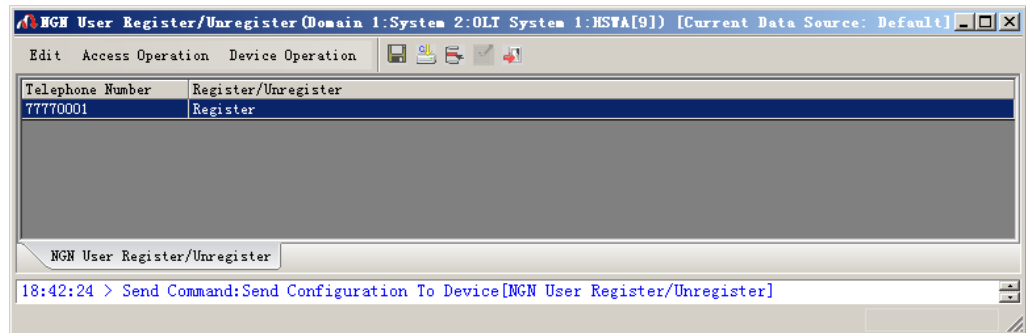 NGN User Register/Unregister(Domain 1:System 2:OLT System 1:HSWA[9]) [Current Data Source: Default]
Edit Access Operation Device Operation
Telephone Number Register/Unregister
77770001 Register
NGN User Register/Unregister
18:42:24 > Send Command:Send Configuration To Device[NGN User Register/Unregister]